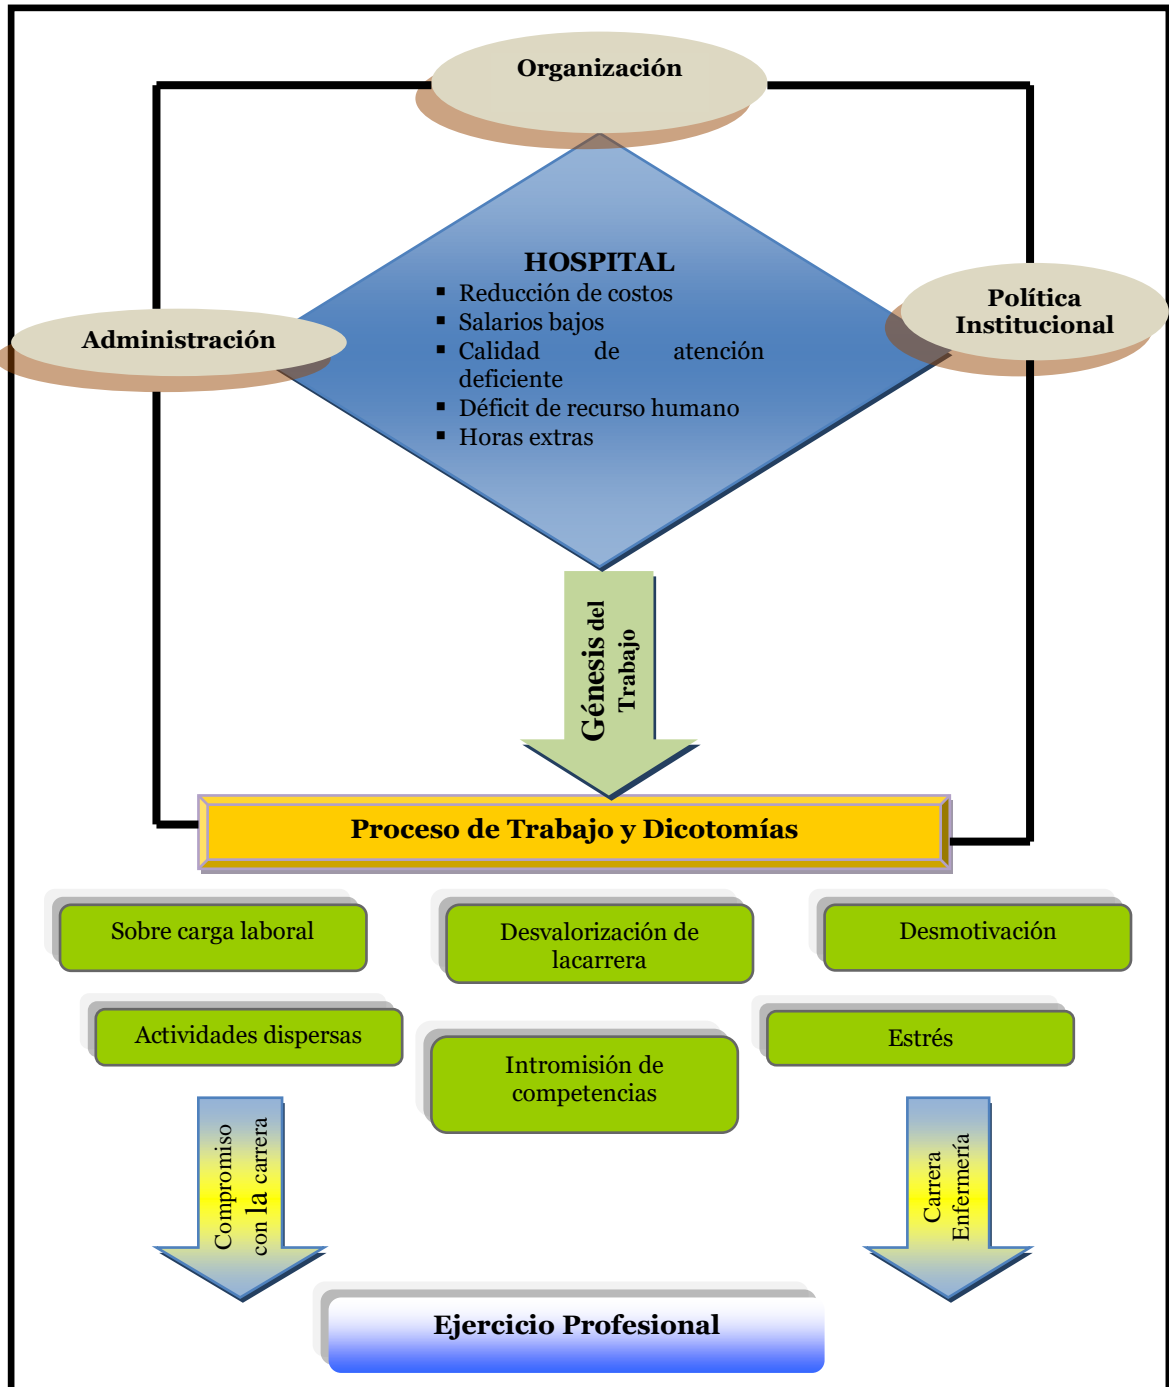 Organización
HOSPITAL
▪ Reducción de costos
▪ Salarios bajos
▪ Calidad de atención
deficiente
▪ Déficit de recurso humano
▪ Horas extras
Administración
Política
Institucional
Génesis del
Trabajo
Proceso de Trabajo y Dicotomías
Sobre carga laboral
Desvalorización de
lacarrera
Desmotivación
Actividades dispersas
Intromisión de
competencias
Estrés
Compromiso
con la carrera
Carrera
Enfermería
Ejercicio Profesional